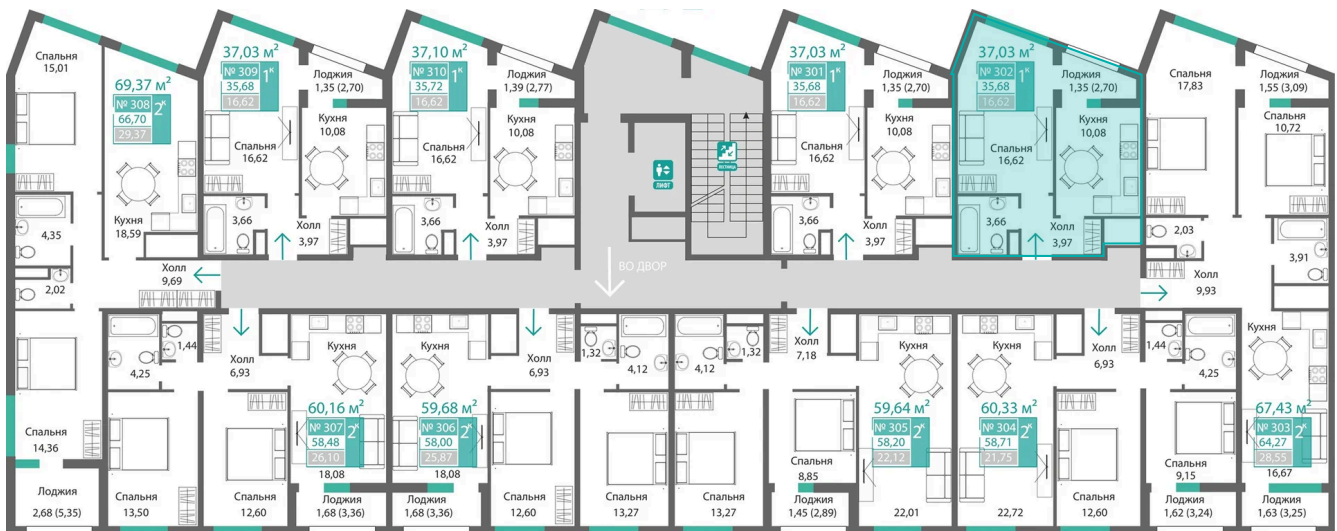 Спальня
15,01
69,37 м²
№ 308
2ᴷ
66,70
29,37
Кухня
18,59
4,35
2,02
Холл
9,69
Спальня
14,36
Лоджия
2,68 (5,35)
37,03 м²
№ 309
1ᴷ
35,68
16,62
Лоджия
1,35 (2,70)
Кухня
10,08
Спальня
16,62
3,66
Холл
3,97
37,10 м²
№ 310
1ᴷ
35,72
16,62
Лоджия
1,39 (2,77)
Кухня
10,08
Спальня
16,62
3,66
Холл
3,97
ЛИФТ
ВО ДВОР
37,03 м²
№ 301
1ᴷ
35,68
16,62
Лоджия
1,35 (2,70)
Кухня
10,08
Спальня
16,62
3,66
Холл
3,97
37,03 м²
№ 302
1ᴷ
35,68
16,62
Лоджия
1,35 (2,70)
Кухня
10,08
Спальня
16,62
3,66
Холл
3,97
Спальня
17,83
Лоджия
1,55 (3,09)
Спальня
10,72
2,03
3,91
Холл
9,93
1,44
4,25
Холл
6,93
Кухня
60,16 м²
№ 307
2ᴷ
58,48
26,10
18,08
Спальня
13,50
Спальня
12,60
Лоджия
1,68 (3,36)
Кухня
Холл
6,93
59,68 м²
№ 306
2ᴷ
58,00
25,87
18,08
Лоджия
1,68 (3,36)
Спальня
12,60
1,32
4,12
Спальня
13,27
4,12
1,32
Спальня
13,27
Холл
7,18
Кухня
59,64 м²
№ 305
2ᴷ
58,20
22,12
22,01
Спальня
8,85
Лоджия
1,45 (2,89)
Кухня
Холл
6,93
60,33 м²
№ 304
2ᴷ
58,71
21,75
22,72
Спальня
12,60
1,44
4,25
Спальня
9,15
Лоджия
1,62 (3,24)
Кухня
67,43 м²
№ 303
2ᴷ
64,27
28,55
16,67
Лоджия
1,63 (3,25)